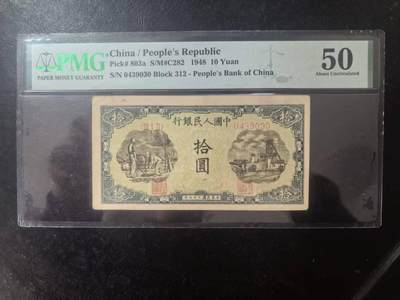 PMG
PAPER MONEY GUARANTY
China / People's Republic
Pick# 803a S/M#C282 1948 10 Yuan
S/N 0439030 Block 312 - People's Bank of China
50
About Uncirculated
行銀民人國中
0439030
拾圓